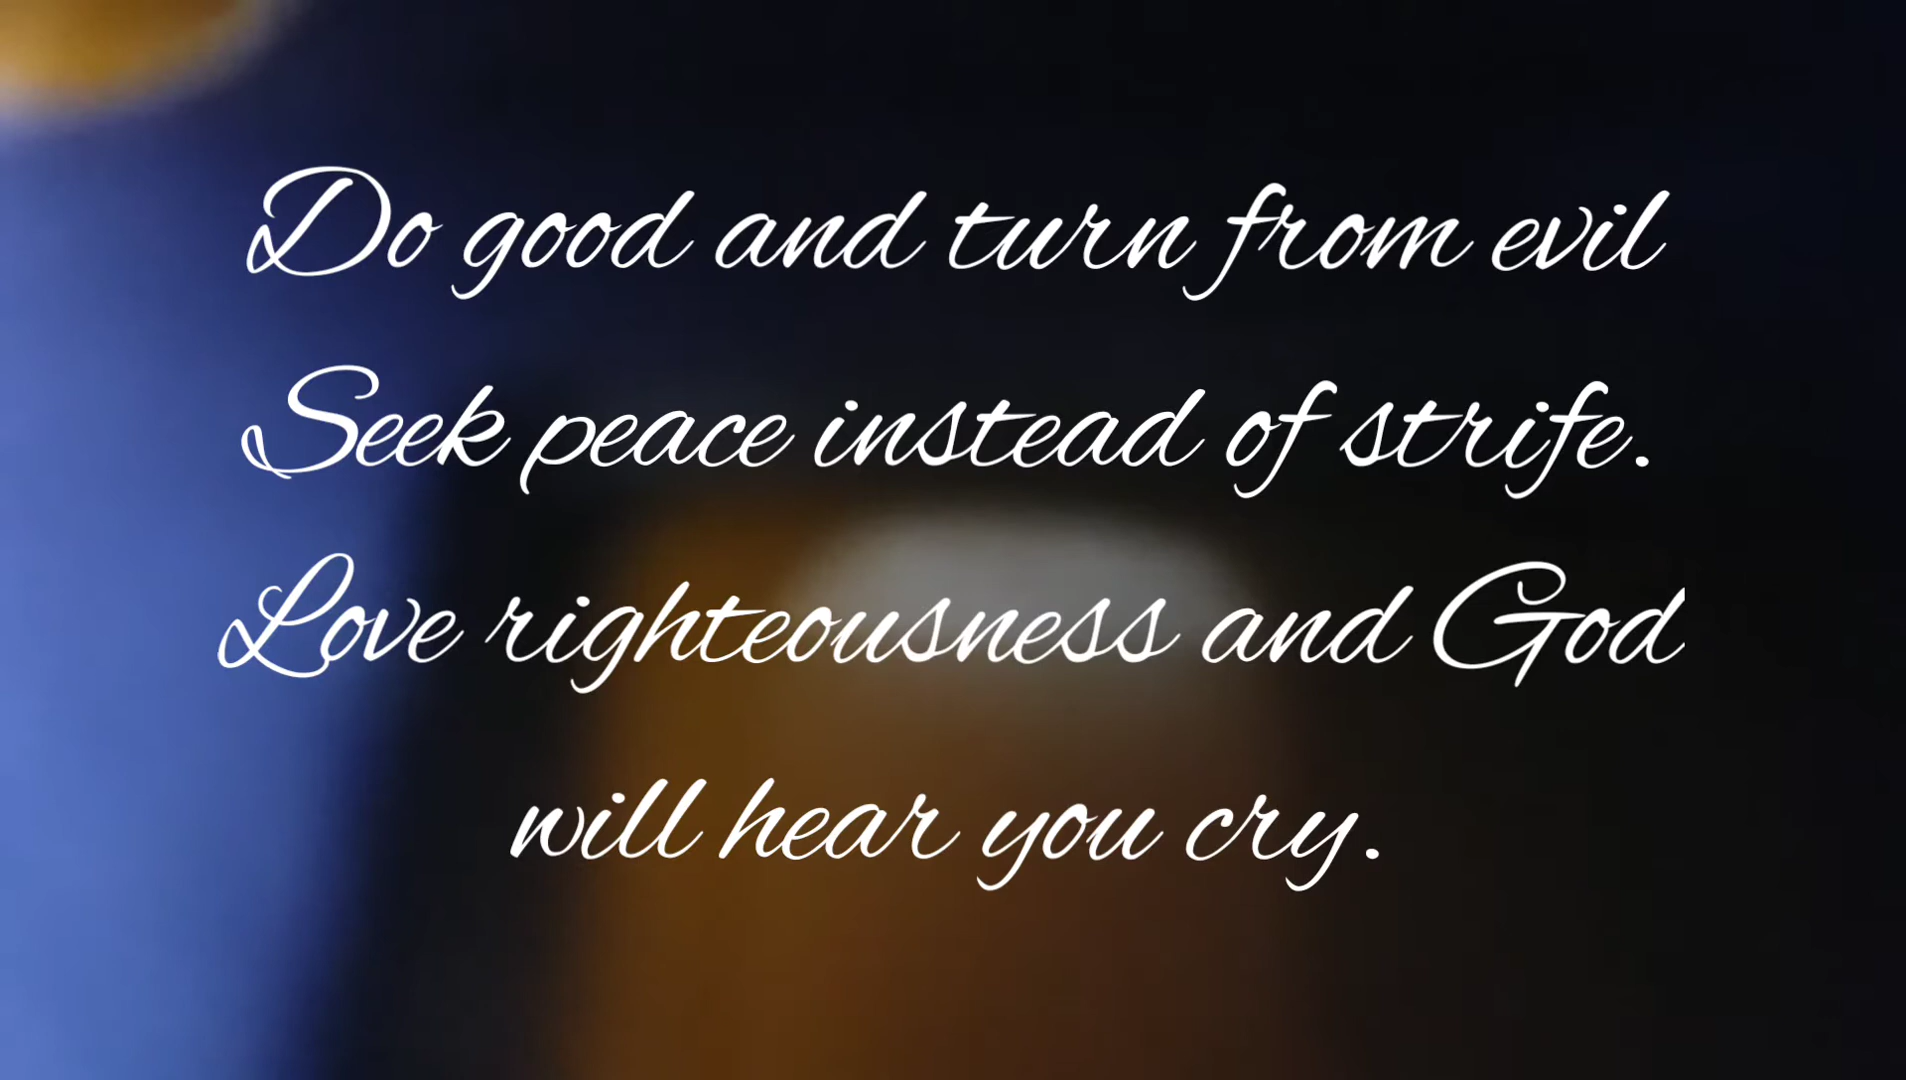 Do good and turn from evil
Seek peace instead of strife.
Love righteousness and God
will hear you cry.